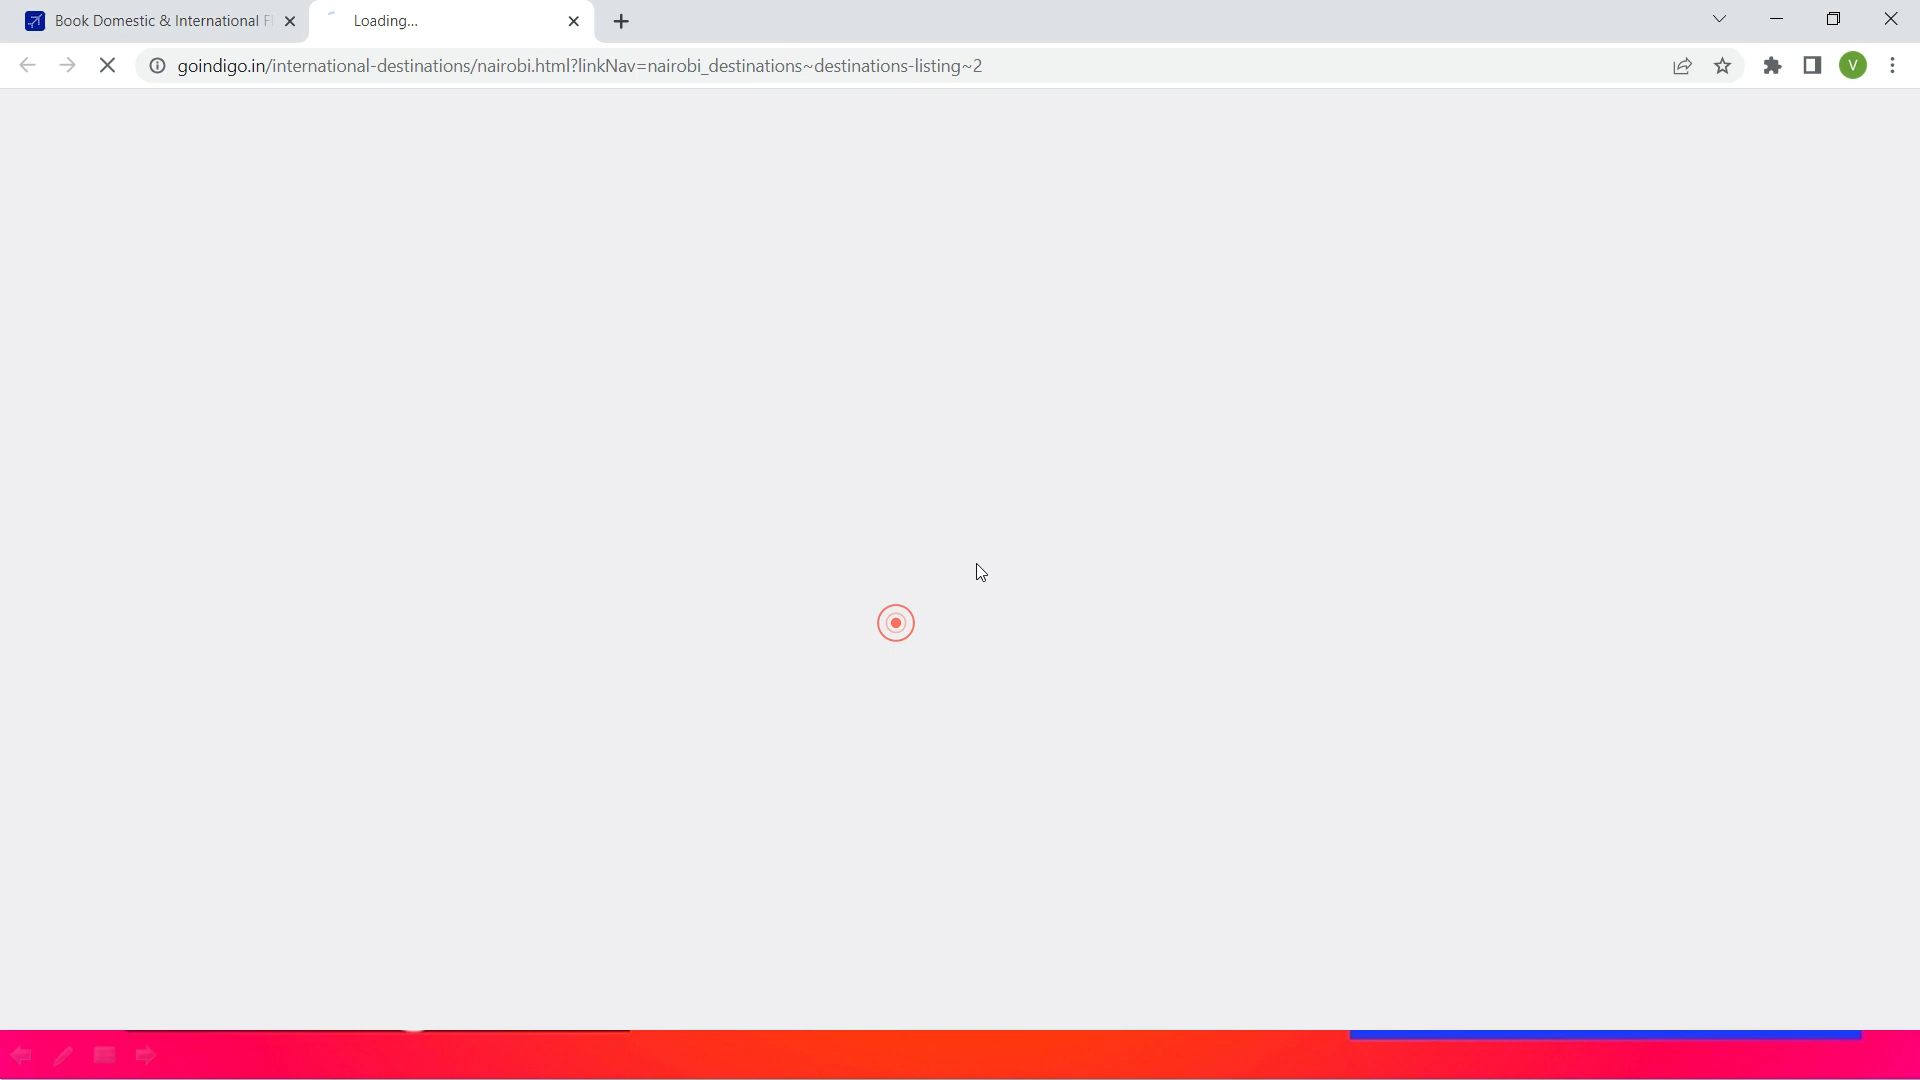 Book Domestic & International F
Loading...
goindigo.in/international-destinations/nairobi.html?linkNav=nairobi_destinations~destinations-listing~2
V